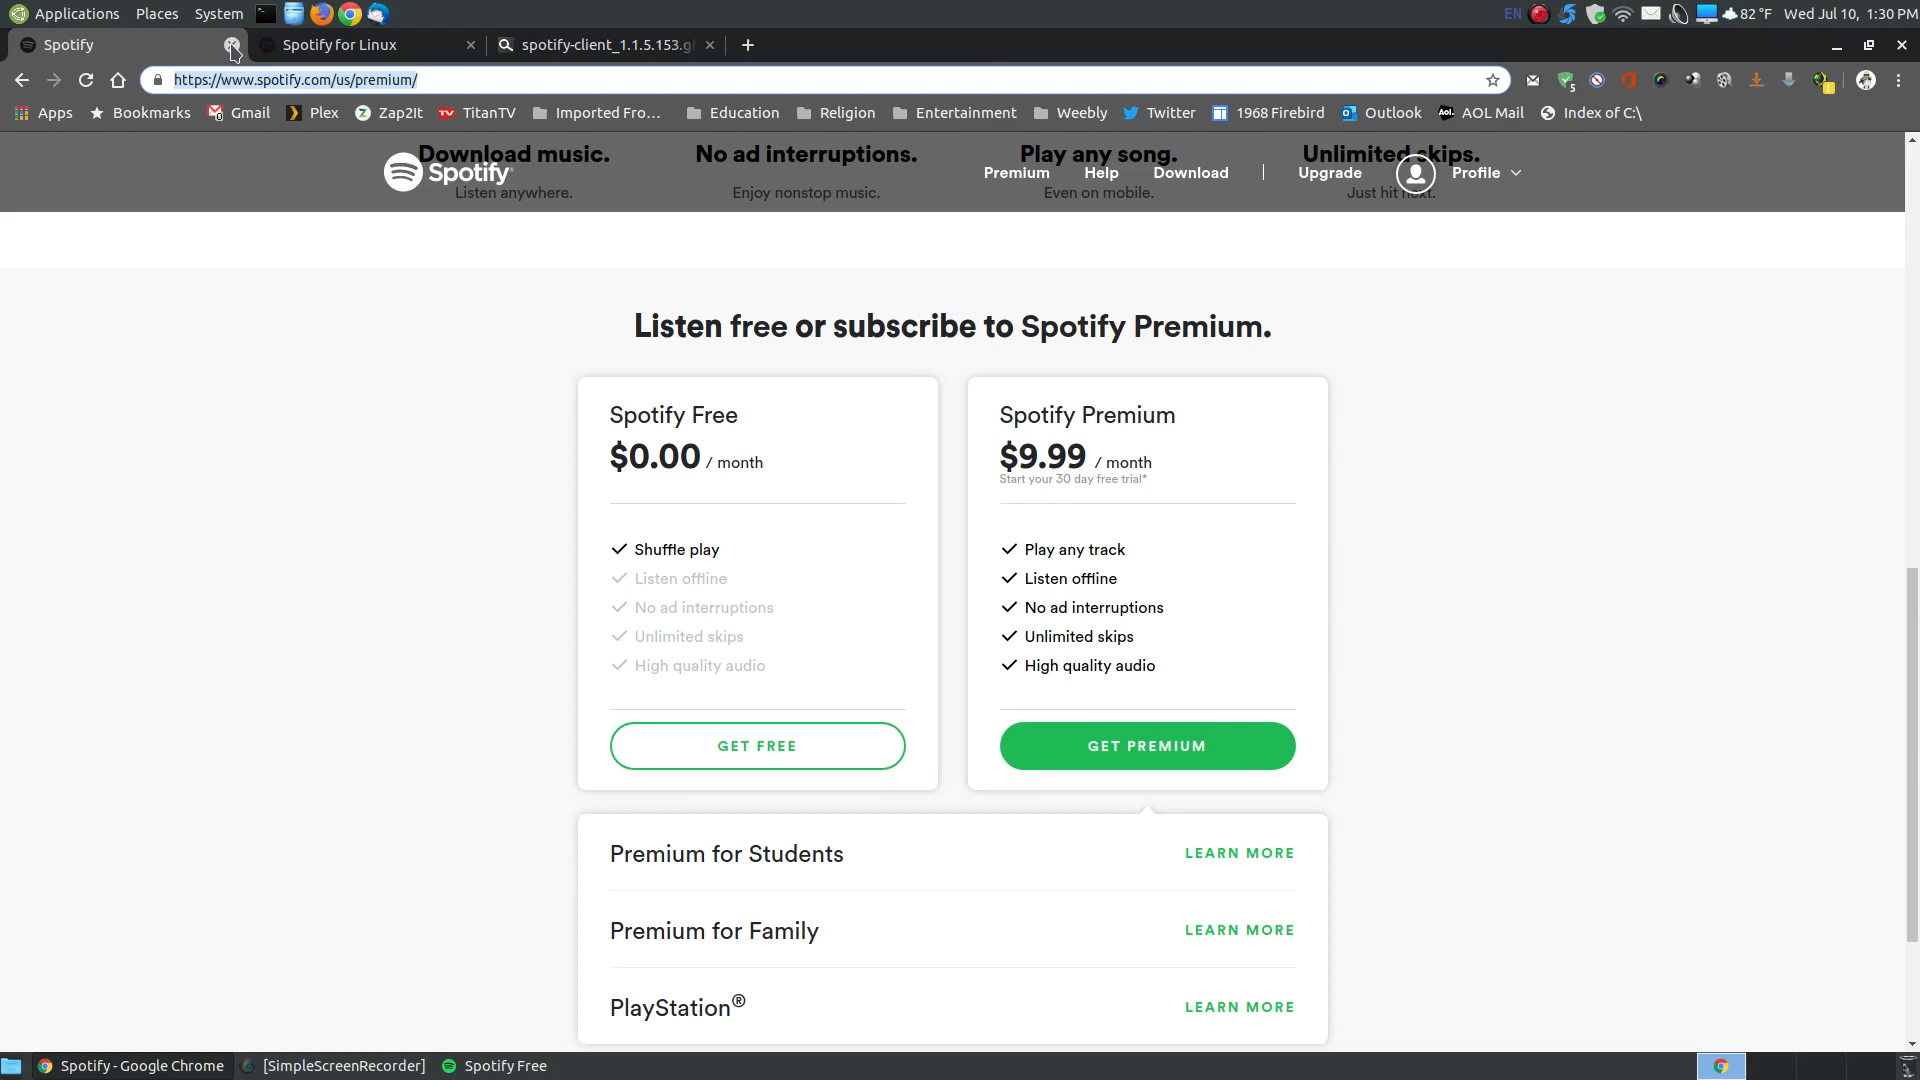 Applications Places System
EN 82 °F Wed Jul 10, 1:30 PM
Spotify
Spotify for Linux
spotify-client_1.1.5.153.g
https://www.spotify.com/us/premium/
5
Apps Bookmarks Gmail Plex Zap2It TitanTV Imported Fro... Education Religion Entertainment Weebly Twitter 1968 Firebird Outlook AOL Mail Index of C:\
Download music. No ad interruptions. Play any song. Unlimited skips.
Spotify Premium Help Download Upgrade Profile
Listen anywhere. Enjoy nonstop music. Even on mobile. Just hit next.
Listen free or subscribe to Spotify Premium.
Spotify Free
$0.00 / month
Shuffle play
Listen offline
No ad interruptions
Unlimited skips
High quality audio
GET FREE
Spotify Premium
$9.99 / month
Start your 30 day free trial*
Play any track
Listen offline
No ad interruptions
Unlimited skips
High quality audio
GET PREMIUM
Premium for Students LEARN MORE
Premium for Family LEARN MORE
PlayStation® LEARN MORE
Spotify - Google Chrome [SimpleScreenRecorder] Spotify Free